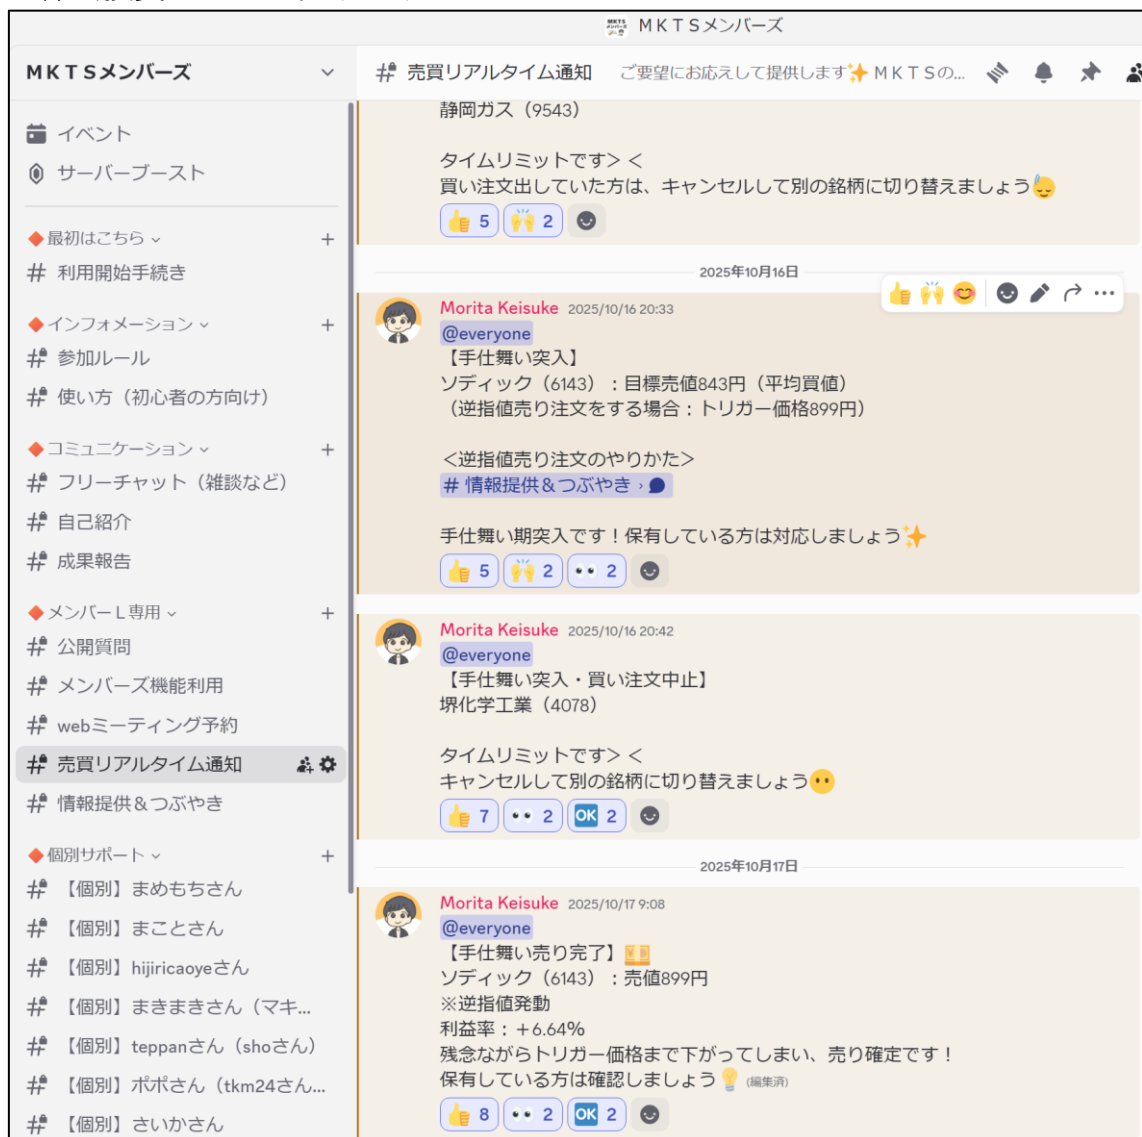 MKTSメンバーズ
MKTSメンバーズ
イベント
サーバーブースト
最初はこちら
利用開始手続き
インフォメーション
参加ルール
使い方（初心者の方向け）
コミュニケーション
フリーチャット（雑談など）
自己紹介
成果報告
メンバーL専用
公開質問
メンバーズ機能利用
webミーティング予約
売買リアルタイム通知
情報提供＆つぶやき
個別サポート
【個別】まめもちさん
【個別】まことさん
【個別】hijiricaoyeさん
【個別】まきまきさん（マキ...
【個別】teppanさん（shoさん）
【個別】ポポさん（tkm24さん...
【個別】さいかさん
売買リアルタイム通知 ご要望にお応えして提供します✨MKTSの...
静岡ガス（9543）
タイムリミットです＞＜
買い注文出していた方は、キャンセルして別の銘柄に切り替えましょう😓
👍 5 🙌 2
2025年10月16日
Morita Keisuke 2025/10/16 20:33
@everyone
【手仕舞い突入】
ソディック（6143）：目標売値843円（平均買値）
（逆指値売り注文をする場合：トリガー価格899円）
＜逆指値売り注文のやりかた＞
# 情報提供＆つぶやき ›
手仕舞い期突入です！保有している方は対応しましょう✨
👍 5 🙌 2 👀 2
Morita Keisuke 2025/10/16 20:42
@everyone
【手仕舞い突入・買い注文中止】
堺化学工業（4078）
タイムリミットです＞＜
キャンセルして別の銘柄に切り替えましょう😶
👍 7 👀 2 🆗 2
2025年10月17日
Morita Keisuke 2025/10/17 9:08
@everyone
【手仕舞い売り完了】💴
ソディック（6143）：売値899円
※逆指値発動
利益率：＋6.64%
残念ながらトリガー価格まで下がってしまい、売り確定です！
保有している方は確認しましょう💡 (編集済)
👍 8 👀 2 🆗 2